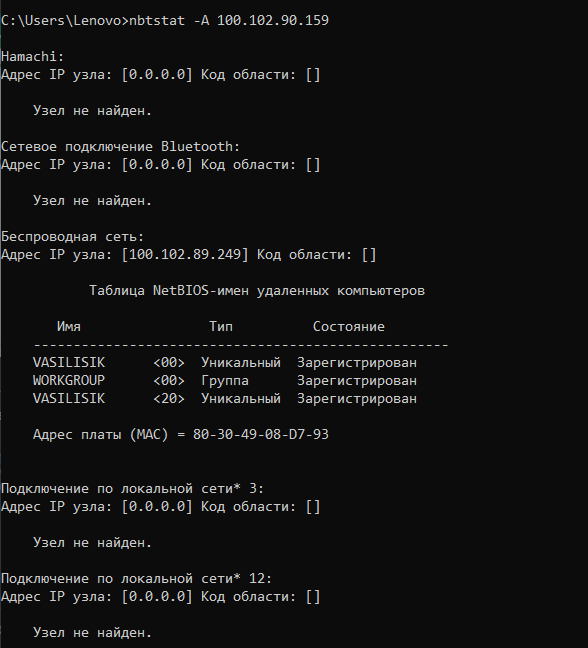 C:\Users\Lenovo>nbtstat -A 100.102.90.159
Hamachi:
Адрес IP узла: [0.0.0.0] Код области: []
Узел не найден.
Сетевое подключение Bluetooth:
Адрес IP узла: [0.0.0.0] Код области: []
Узел не найден.
Беспроводная сеть:
Адрес IP узла: [100.102.89.249] Код области: []
Таблица NetBIOS-имен удаленных компьютеров
Имя Тип Состояние
---------------------------------------------------
VASILISIK <00> Уникальный Зарегистрирован
WORKGROUP <00> Группа Зарегистрирован
VASILISIK <20> Уникальный Зарегистрирован
Адрес платы (MAC) = 80-30-49-08-D7-93
Подключение по локальной сети* 3:
Адрес IP узла: [0.0.0.0] Код области: []
Узел не найден.
Подключение по локальной сети* 12:
Адрес IP узла: [0.0.0.0] Код области: []
Узел не найден.